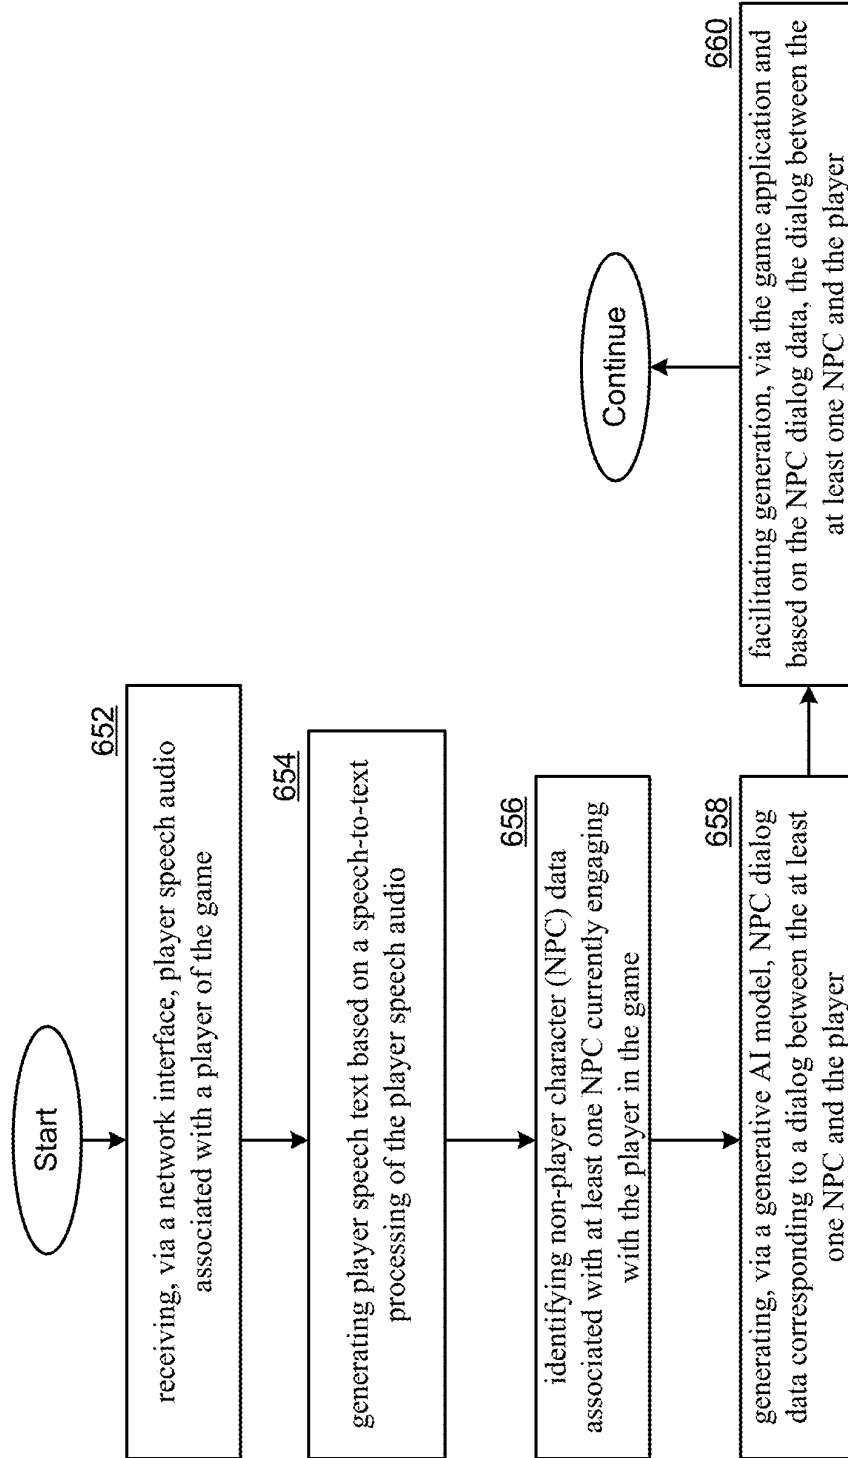 Start
652
receiving, via a network interface, player speech audio
associated with a player of the game
654
generating player speech text based on a speech-to-text
processing of the player speech audio
656
identifying non-player character (NPC) data
associated with at least one NPC currently engaging
with the player in the game
658
generating, via a generative AI model, NPC dialog
data corresponding to a dialog between the at least
one NPC and the player
660
facilitating generation, via the game application and
based on the NPC dialog data, the dialog between the
at least one NPC and the player
Continue